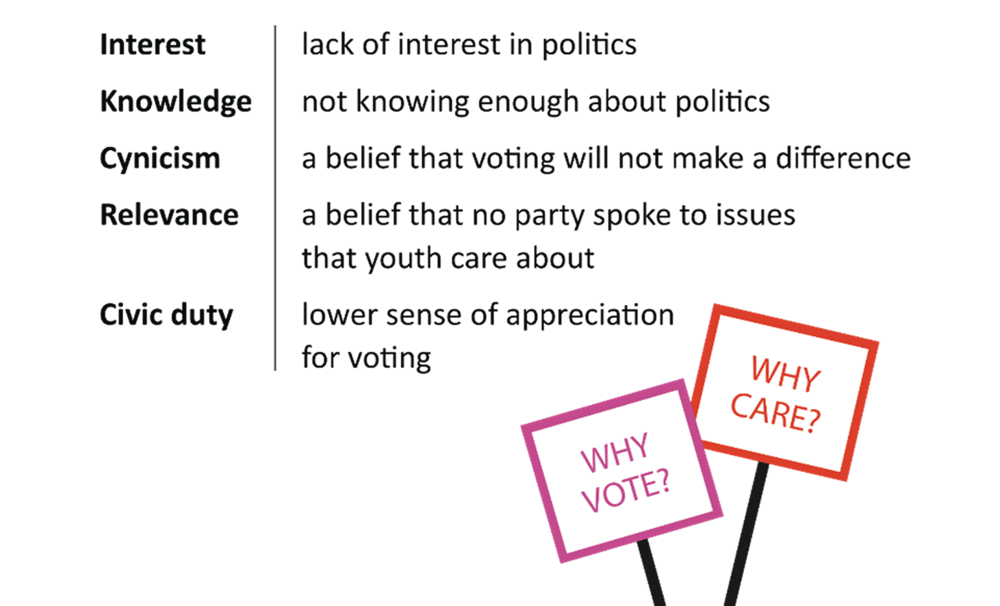 Interest lack of interest in politics
Knowledge not knowing enough about politics
Cynicism a belief that voting will not make a difference
Relevance a belief that no party spoke to issues
that youth care about
Civic duty lower sense of appreciation
for voting
WHY
CARE?
WHY
VOTE?